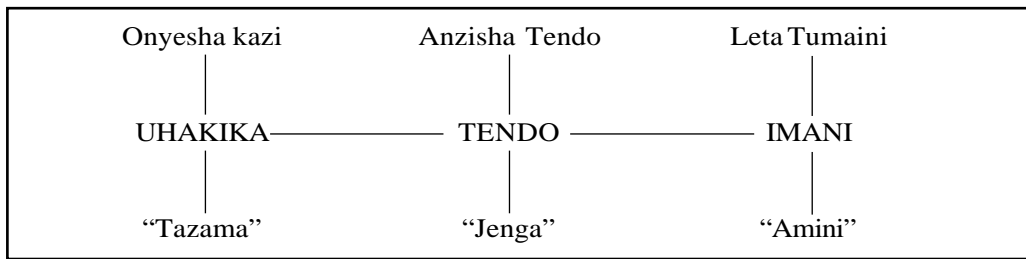 Onyesha kazi Anzisha Tendo Leta Tumaini
UHAKIKA TENDO IMANI
“Tazama” “Jenga” “Amini”